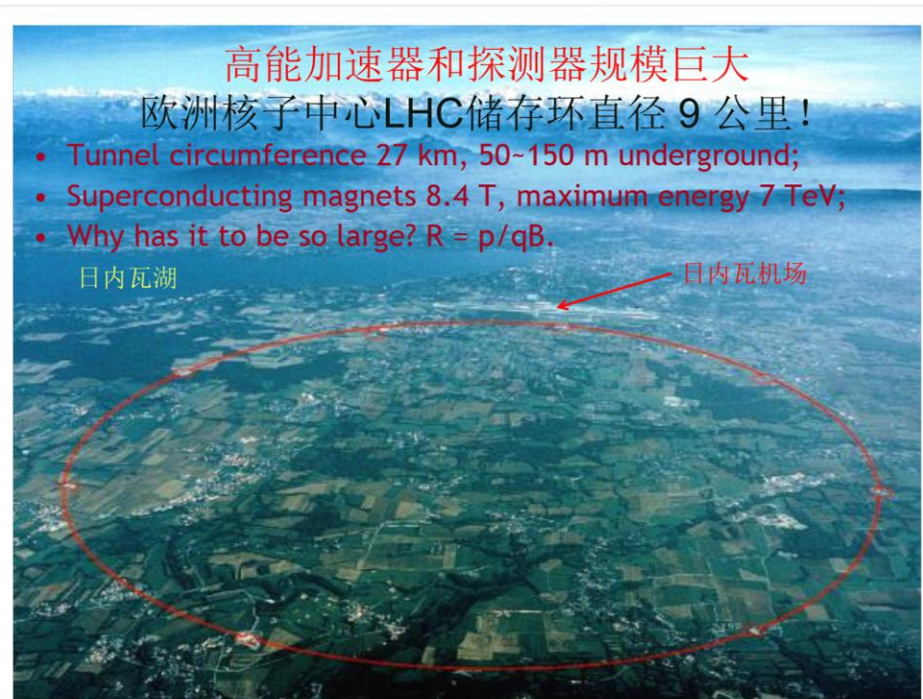 高能加速器和探测器规模巨大
欧洲核子中心LHC储存环直径 9 公里!
• Tunnel circumference 27 km, 50~150 m underground;
• Superconducting magnets 8.4 T, maximum energy 7 TeV;
• Why has it to be so large? R = p/qB.
日内瓦湖
日内瓦机场